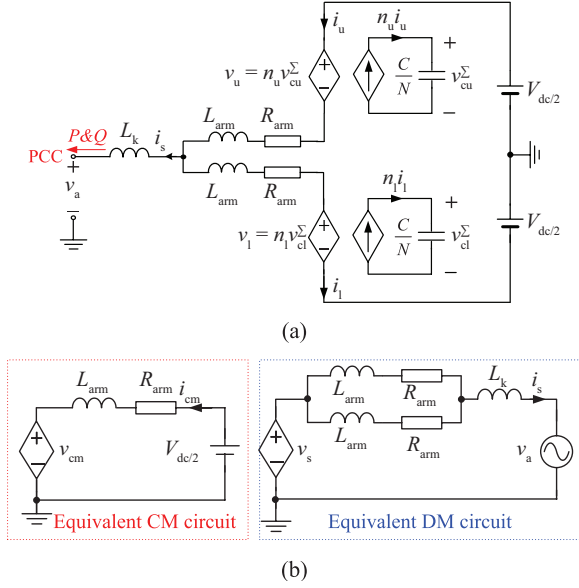 i_u
n_u i_u
v_u = n_u v_cu^Σ
C/N
v_cu^Σ
V_dc/2
L_arm
R_arm
P&Q
PCC
L_k
i_s
v_a
L_arm
R_arm
n_l i_l
v_l = n_l v_cl^Σ
C/N
v_cl^Σ
V_dc/2
i_l
(a)
L_arm
R_arm
i_cm
v_cm
V_dc/2
Equivalent CM circuit
L_arm
R_arm
L_k
i_s
L_arm
R_arm
v_s
v_a
Equivalent DM circuit
(b)